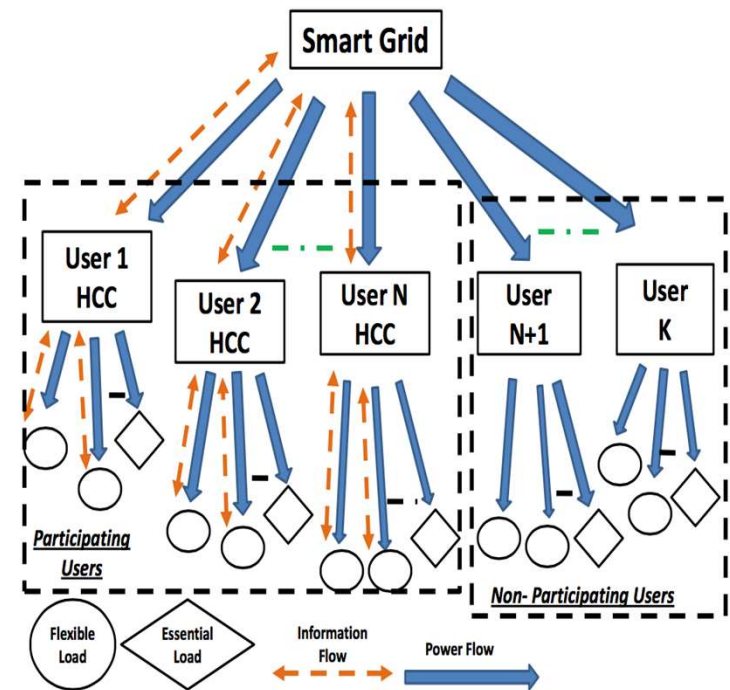 Smart Grid
User 1
HCC
User 2
HCC
User N
HCC
User
N+1
User
K
Participating
Users
Non- Participating Users
Flexible
Load
Essential
Load
Information
Flow
Power Flow